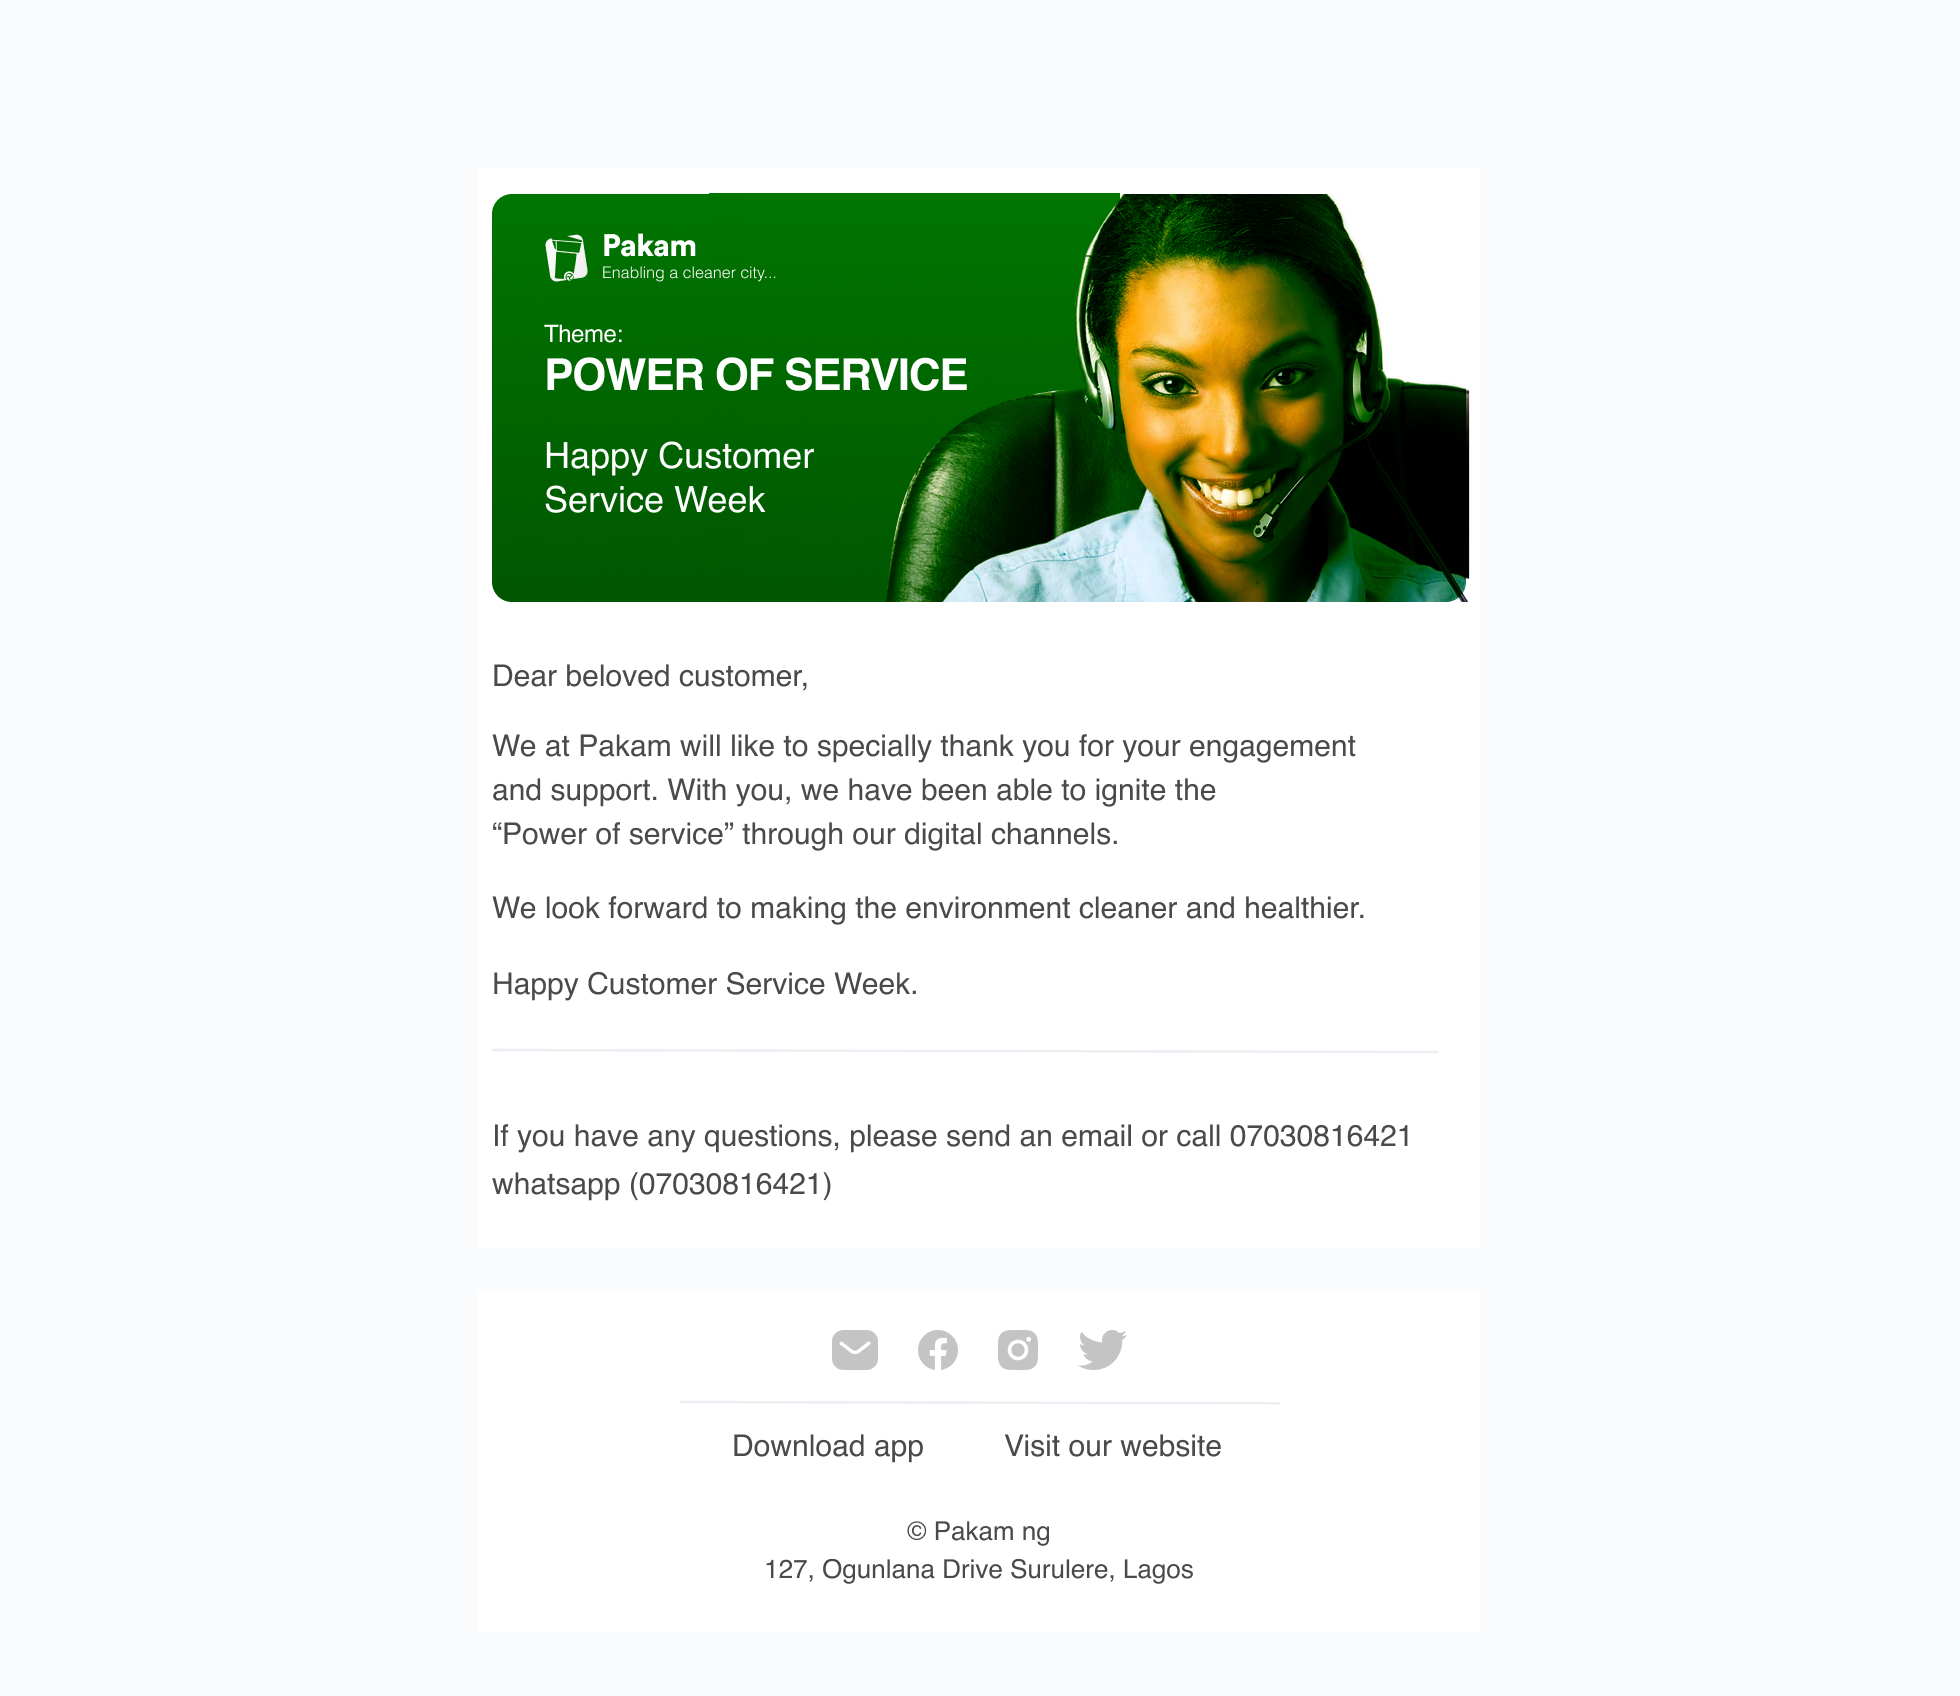 Pakam
Enabling a cleaner city...
Theme:
POWER OF SERVICE
Happy Customer
Service Week
Dear beloved customer,
We at Pakam will like to specially thank you for your engagement
and support. With you, we have been able to ignite the
“Power of service” through our digital channels.
We look forward to making the environment cleaner and healthier.
Happy Customer Service Week.
If you have any questions, please send an email or call 07030816421
whatsapp (07030816421)
Download app
Visit our website
© Pakam ng
127, Ogunlana Drive Surulere, Lagos